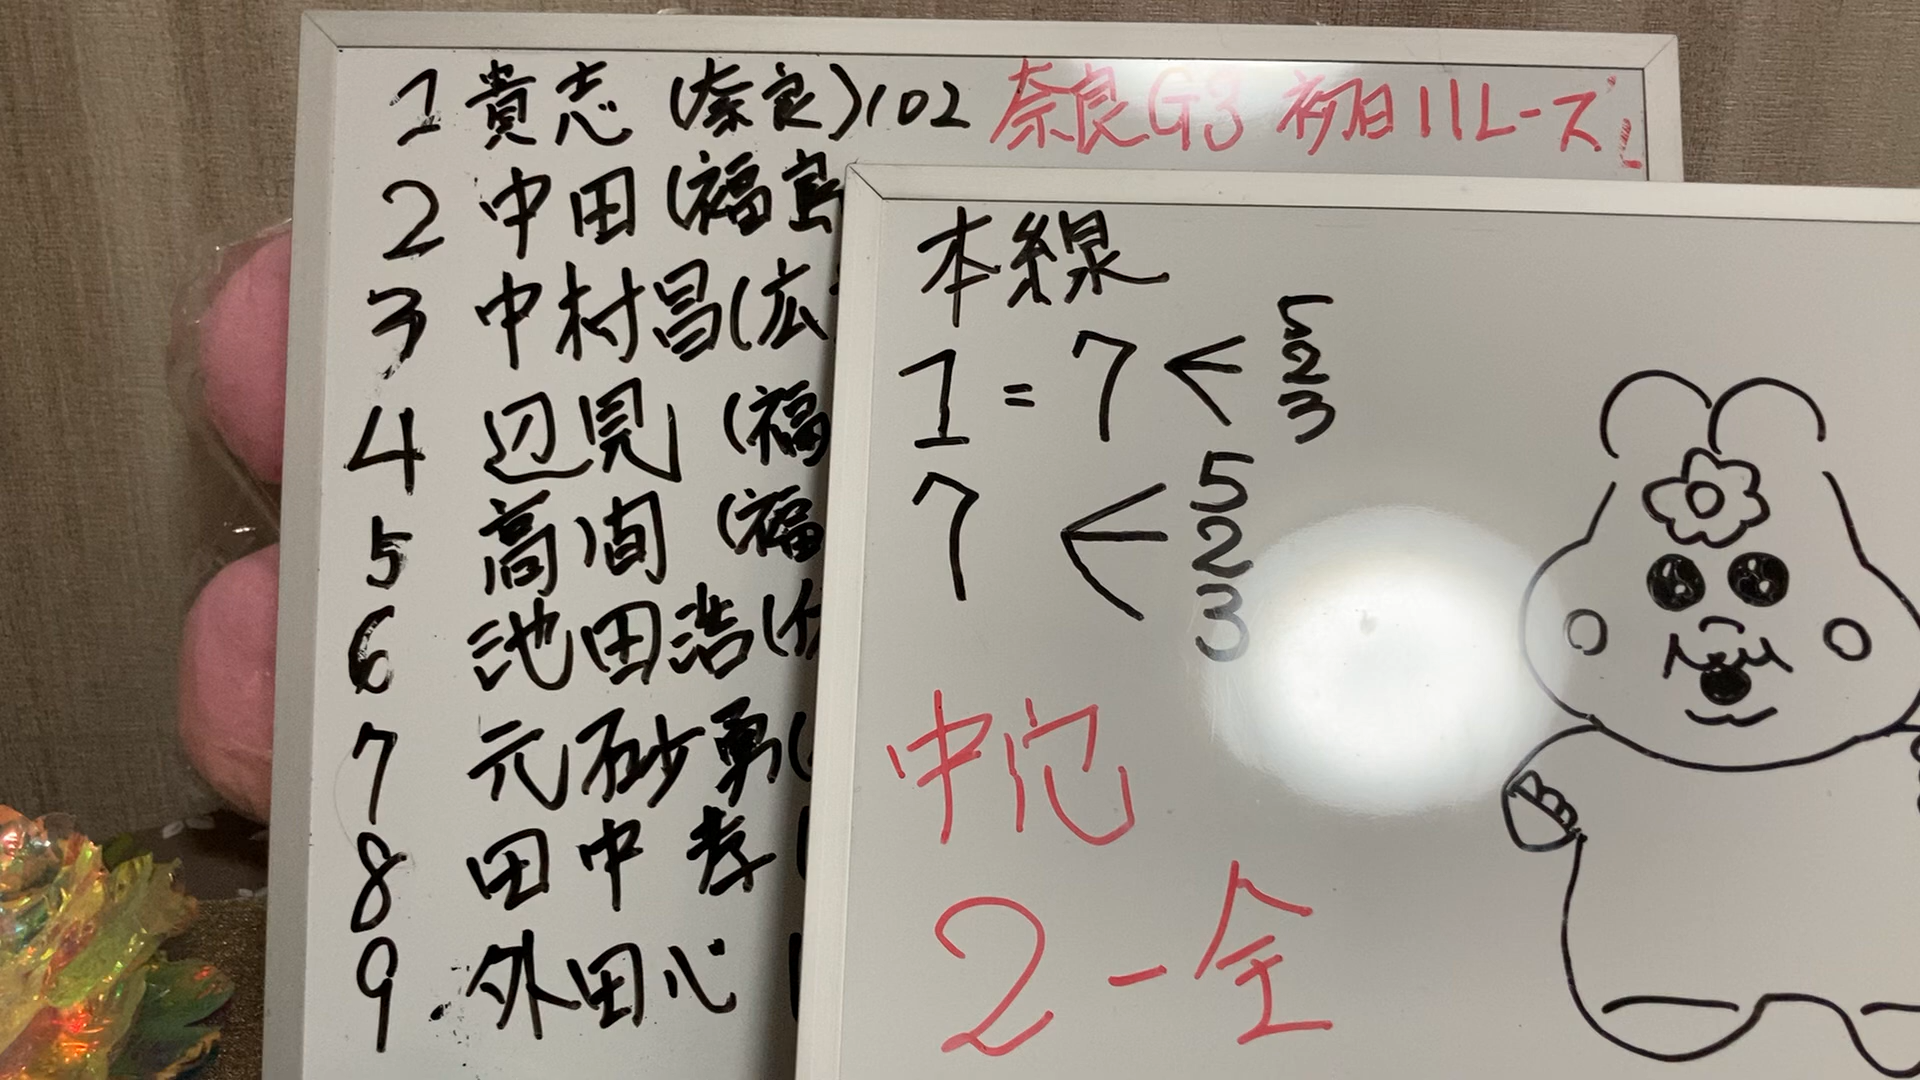 1 貴志 (奈良) 102 奈良G3 初日11レース
2 中田 (福島
3 中村昌 (広
4 辺見 (福
5 高間 (福
6 池田浩 (佐
7 元砂勇 (
8 田中孝
9 外田心
本線
1=7<
5
2
3
7<
5
2
3
中穴
2-全